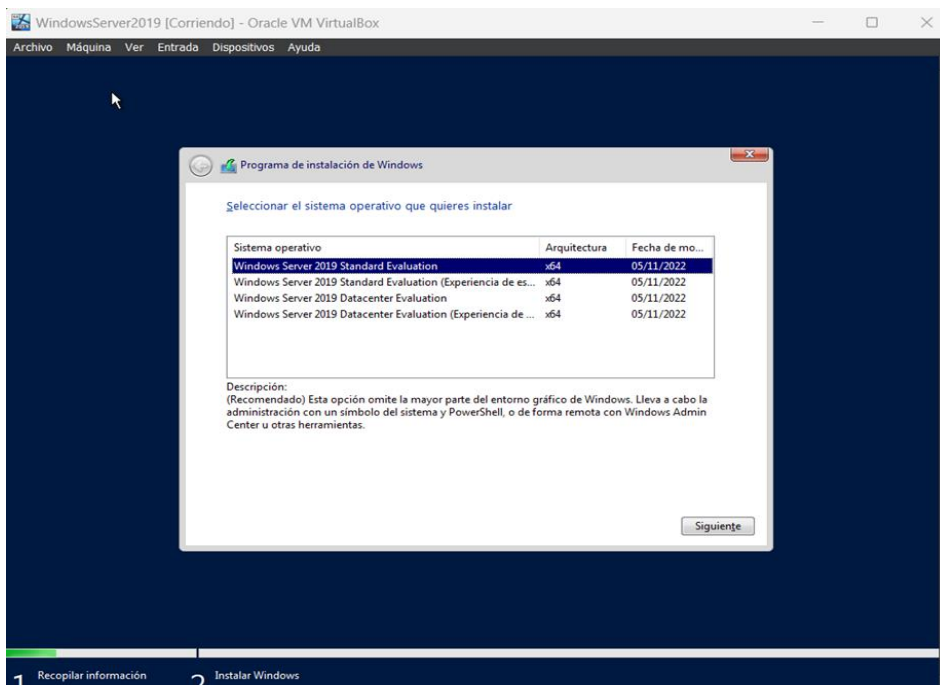 WindowsServer2019 [Corriendo] - Oracle VM VirtualBox
Archivo Máquina Ver Entrada Dispositivos Ayuda
Programa de instalación de Windows
Seleccionar el sistema operativo que quieres instalar
Sistema operativo Arquitectura Fecha de mo...
Windows Server 2019 Standard Evaluation x64 05/11/2022
Windows Server 2019 Standard Evaluation (Experiencia de es... x64 05/11/2022
Windows Server 2019 Datacenter Evaluation x64 05/11/2022
Windows Server 2019 Datacenter Evaluation (Experiencia de ... x64 05/11/2022
Descripción:
(Recomendado) Esta opción omite la mayor parte del entorno gráfico de Windows. Lleva a cabo la
administración con un símbolo del sistema y PowerShell, o de forma remota con Windows Admin
Center u otras herramientas.
Siguiente
1 Recopilar información 2 Instalar Windows